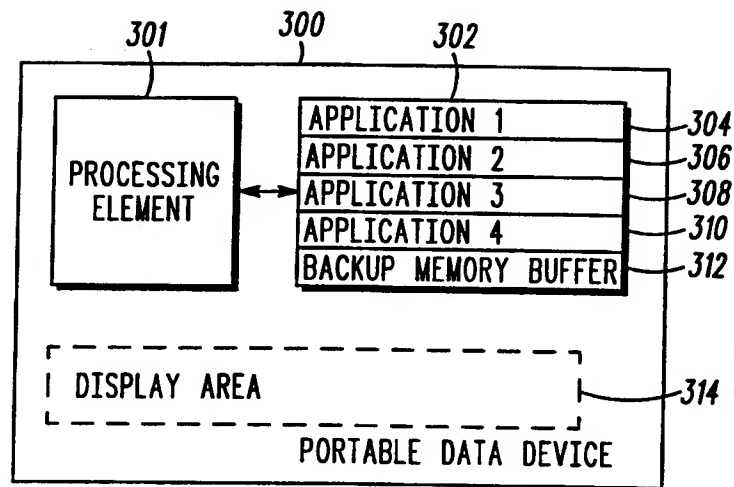 301
300
302
PROCESSING
ELEMENT
APPLICATION 1
APPLICATION 2
APPLICATION 3
APPLICATION 4
BACKUP MEMORY BUFFER
304
306
308
310
312
DISPLAY AREA
314
PORTABLE DATA DEVICE